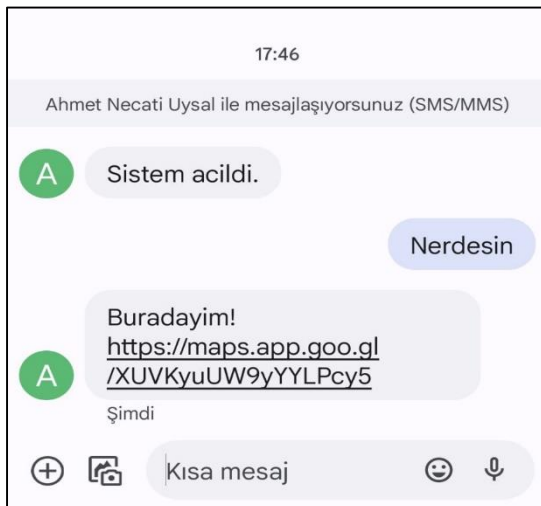 17:46
Ahmet Necati Uysal ile mesajlaşıyorsunuz (SMS/MMS)
A
Sistem acildi.
Nerdesin
Buradayim!
https://maps.app.goo.gl
/XUVKyuUW9yYYLPcy5
A
Şimdi
Kısa mesaj